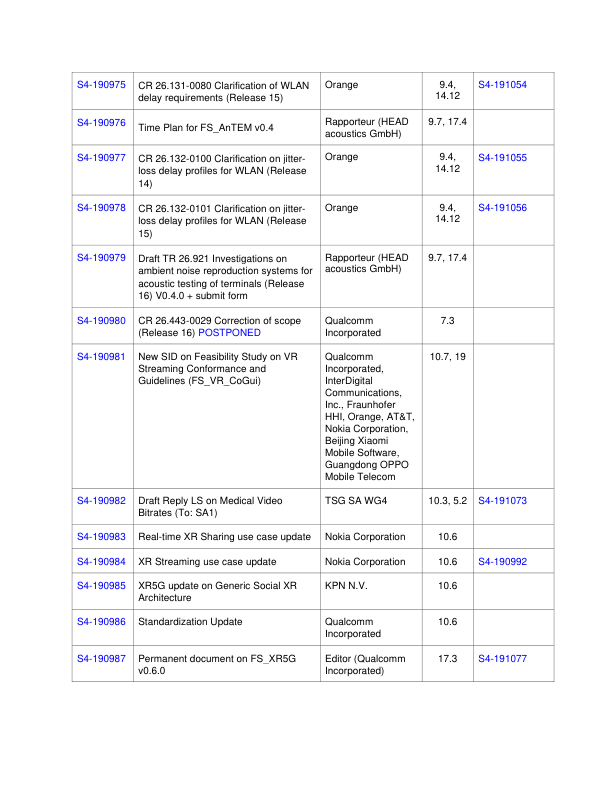 S4-190975 CR 26.131-0080 Clarification of WLAN Orange 9.4, S4-191054
delay requirements (Release 15) 14.12
S4-190976 Time Plan for FS_AnTEM v0.4 Rapporteur (HEAD 9.7, 17.4
acoustics GmbH)
S4-190977 CR 26.132-0100 Clarification on jitter- Orange 9.4, S4-191055
loss delay profiles for WLAN (Release 14.12
14)
S4-190978 CR 26.132-0101 Clarification on jitter- Orange 9.4, S4-191056
loss delay profiles for WLAN (Release 14.12
15)
S4-190979 Draft TR 26.921 Investigations on Rapporteur (HEAD 9.7, 17.4
ambient noise reproduction systems for acoustics GmbH)
acoustic testing of terminals (Release
16) V0.4.0 + submit form
S4-190980 CR 26.443-0029 Correction of scope Qualcomm 7.3
(Release 16) POSTPONED Incorporated
S4-190981 New SID on Feasibility Study on VR Qualcomm 10.7, 19
Streaming Conformance and Incorporated,
Guidelines (FS_VR_CoGui) InterDigital
Communications,
Inc., Fraunhofer
HHI, Orange, AT&T,
Nokia Corporation,
Beijing Xiaomi
Mobile Software,
Guangdong OPPO
Mobile Telecom
S4-190982 Draft Reply LS on Medical Video TSG SA WG4 10.3, 5.2 S4-191073
Bitrates (To: SA1)
S4-190983 Real-time XR Sharing use case update Nokia Corporation 10.6
S4-190984 XR Streaming use case update Nokia Corporation 10.6 S4-190992
S4-190985 XR5G update on Generic Social XR KPN N.V. 10.6
Architecture
S4-190986 Standardization Update Qualcomm 10.6
Incorporated
S4-190987 Permanent document on FS_XR5G Editor (Qualcomm 17.3 S4-191077
v0.6.0 Incorporated)